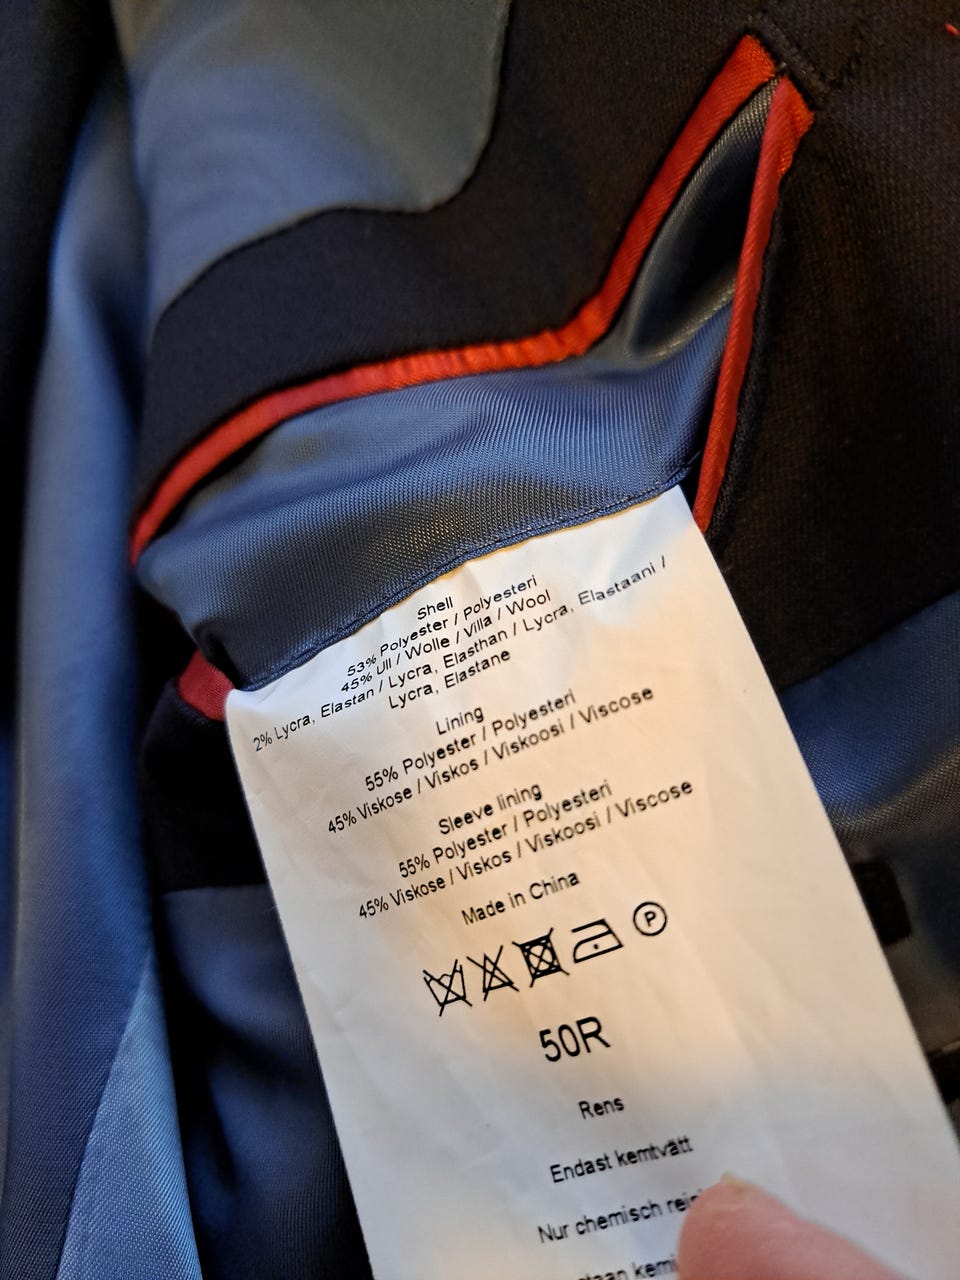 Shell
53% Polyester / Polyesteri
45% Ull / Wolle / Villa / Wool
2% Lycra, Elastan / Lycra, Elasthan / Lycra, Elastaani /
Lycra, Elastane
Lining
55% Polyester / Polyesteri
45% Viskose / Viskos / Viskoosi / Viscose
Sleeve lining
55% Polyester / Polyesteri
45% Viskose / Viskos / Viskoosi / Viscose
Made in China
P
50R
Rens
Endast kemtvätt
Nur chemisch